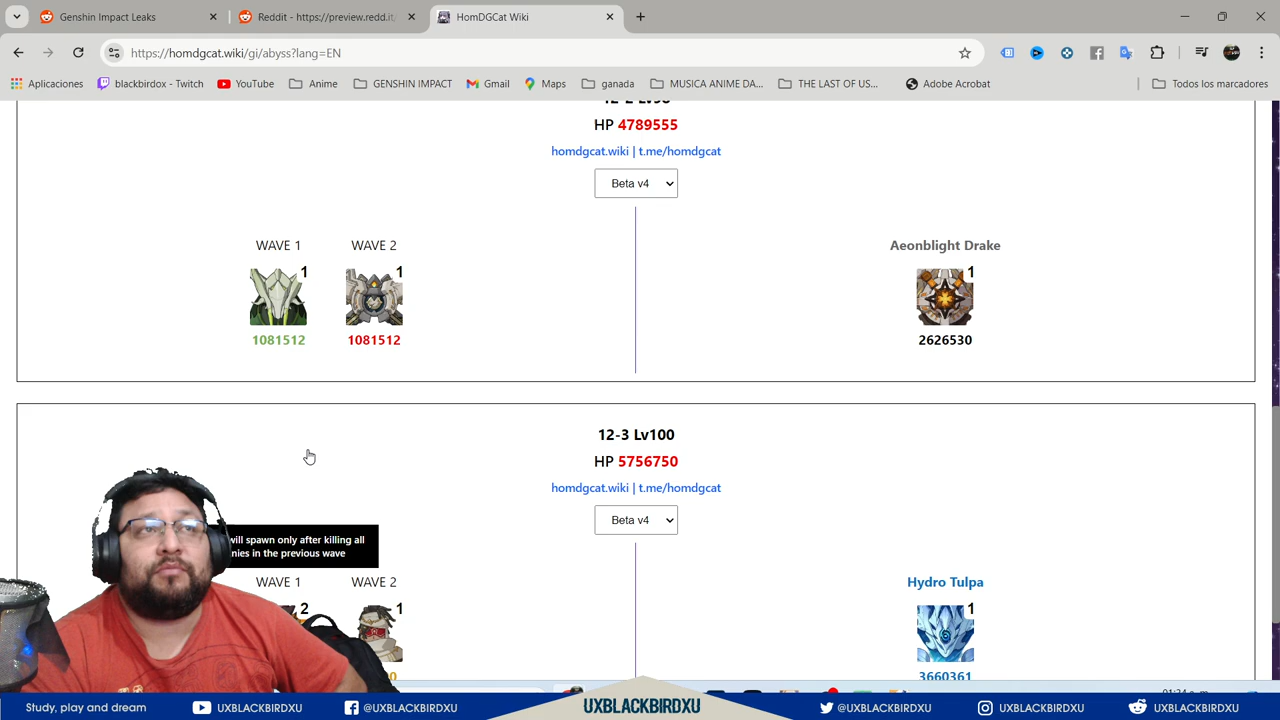 Genshin Impact Leaks
Reddit - https://preview.redd.it/
HomDGCat Wiki
https://homdgcat.wiki/gi/abyss?lang=EN
Aplicaciones
blackbirdox - Twitch
YouTube
Anime
GENSHIN IMPACT
Gmail
Maps
ganada
MUSICA ANIME DA...
THE LAST OF US...
Adobe Acrobat
Todos los marcadores
HP 4789555
homdgcat.wiki | t.me/homdgcat
Beta v4
WAVE 1
WAVE 2
Aeonblight Drake
1
1
1
1081512
1081512
2626530
12-3 Lv100
HP 5756750
homdgcat.wiki | t.me/homdgcat
Beta v4
will spawn only after killing all
in the previous wave
WAVE 1
WAVE 2
Hydro Tulpa
2
1
1
3660361
Study, play and dream
UXBLACKBIRDXU
@UXBLACKBIRDXU
UXBLACKBIRDXU
@UXBLACKBIRDXU
UXBLACKBIRDXU
UXBLACKBIRDXU